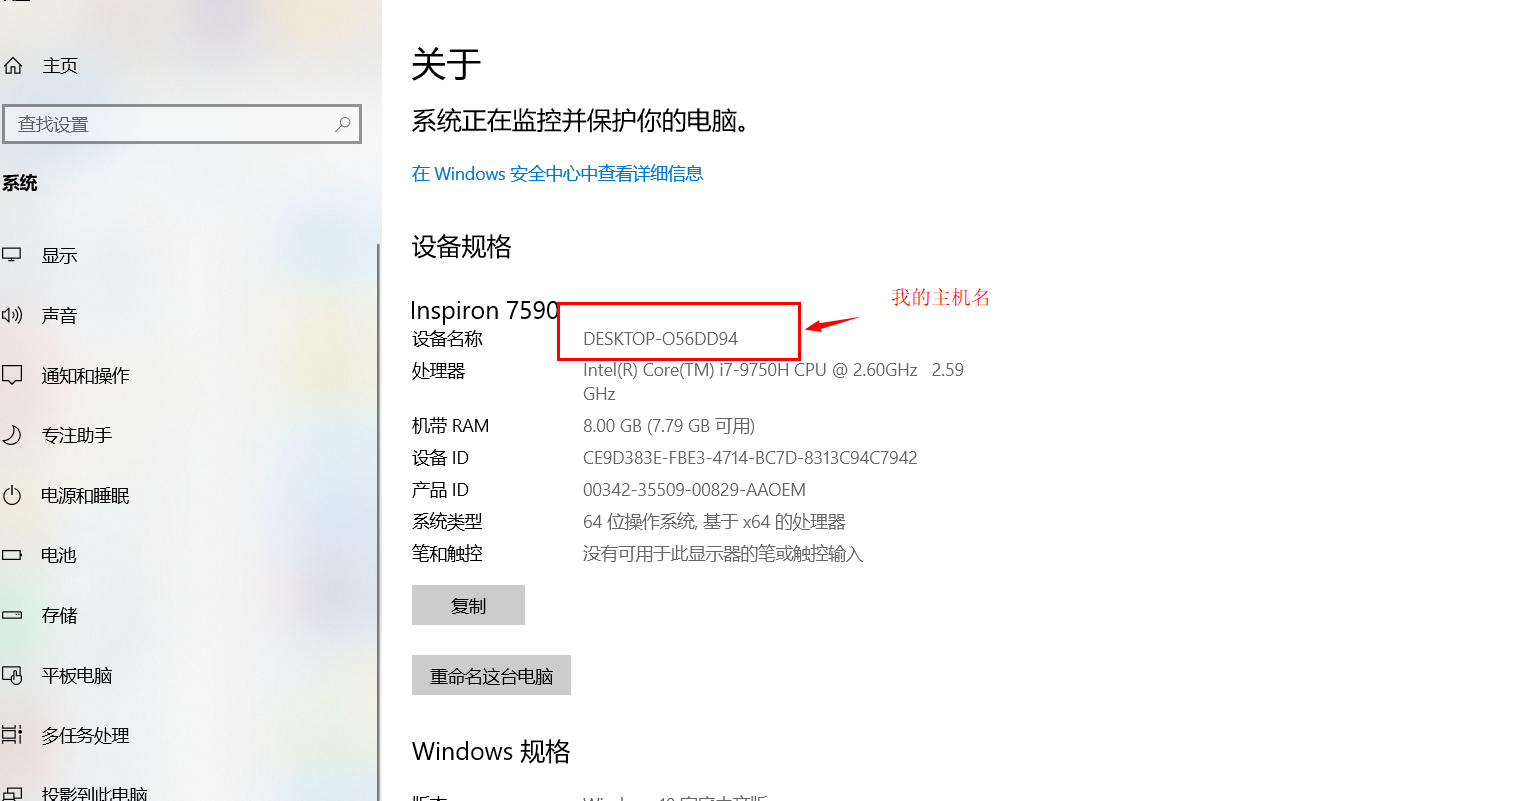 主页
查找设置
系统
显示
声音
通知和操作
专注助手
电源和睡眠
电池
存储
平板电脑
多任务处理
投影到此电脑
关于
系统正在监控并保护你的电脑。
在 Windows 安全中心中查看详细信息
设备规格
Inspiron 7590
我的主机名
设备名称 DESKTOP-O56DD94
处理器 Intel(R) Core(TM) i7-9750H CPU @ 2.60GHz 2.59
GHz
机带 RAM 8.00 GB (7.79 GB 可用)
设备 ID CE9D383E-FBE3-4714-BC7D-8313C94C7942
产品 ID 00342-35509-00829-AAOEM
系统类型 64 位操作系统, 基于 x64 的处理器
笔和触控 没有可用于此显示器的笔或触控输入
复制
重命名这台电脑
Windows 规格